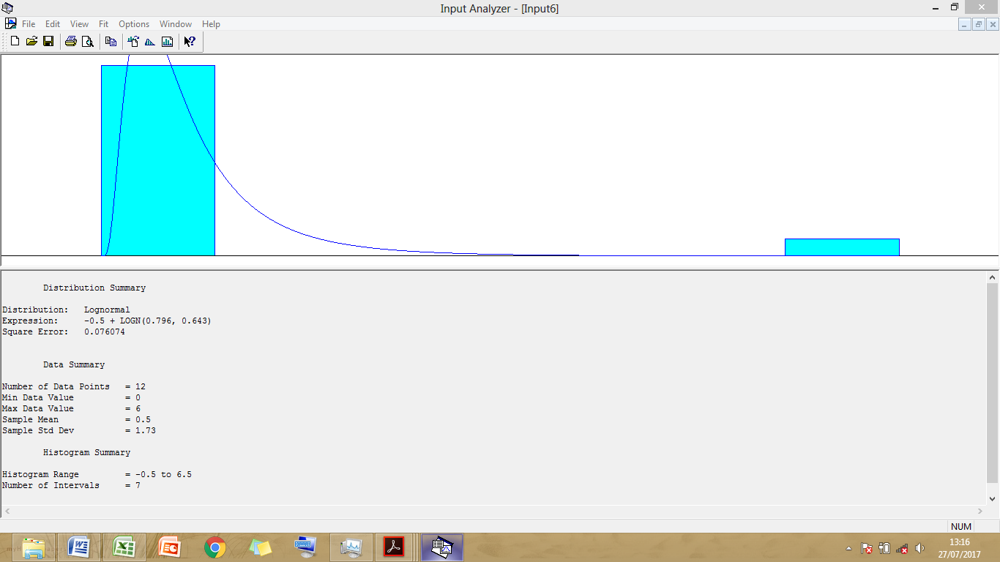 Input Analyzer - [Input6]
File Edit View Fit Options Window Help
Distribution Summary
Distribution: Lognormal
Expression: -0.5 + LOGN(0.796, 0.643)
Square Error: 0.076074
Data Summary
Number of Data Points = 12
Min Data Value = 0
Max Data Value = 6
Sample Mean = 0.5
Sample Std Dev = 1.73
Histogram Summary
Histogram Range = -0.5 to 6.5
Number of Intervals = 7
NUM
13:16
27/07/2017